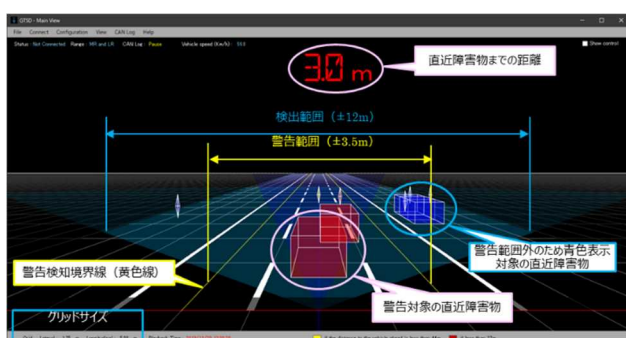 GTSD - Main View
File Connect Configuration View CAN Log Help
Status : Not Connected Range : MR and LR CAN Log : Pause Vehicle speed (Km/h) :
Show control
3.0 m
直近障害物までの距離
検出範囲（±12m）
警告範囲（±3.5m）
警告範囲外のため青色表示
対象の直近障害物
警告検知境界線（黄色線）
警告対象の直近障害物
グリッドサイズ